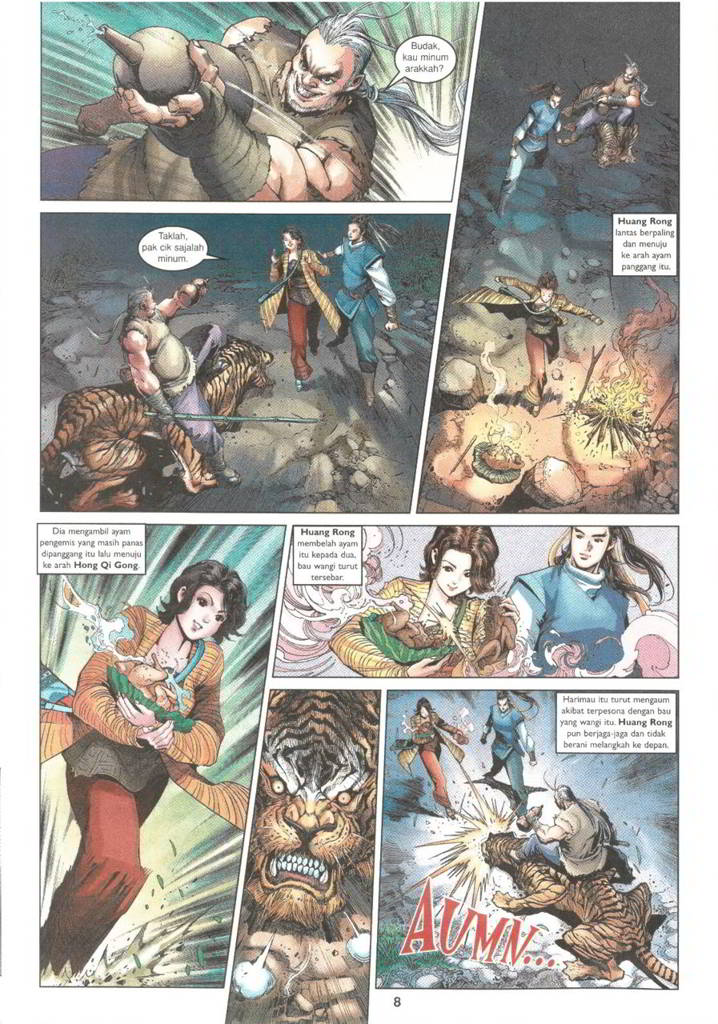 Budak,
kau minum
arakkah?
Taklah,
pak cik sajalah
minum.
Huang Rong
lantas berpaling
dan menuju
ke arah ayam
panggang itu.
Dia mengambil ayam
pengemis yang masih panas
dipanggang itu lalu menuju
ke arah Hong Qi Gong.
Huang Rong
membelah ayam
itu kepada dua,
bau wangi turut
tersebar.
Harimau itu turut mengaum
akibat terpesona dengan bau
yang wangi itu. Huang Rong
pun berjaga-jaga dan tidak
berani melangkah ke depan.
AUMN...
8